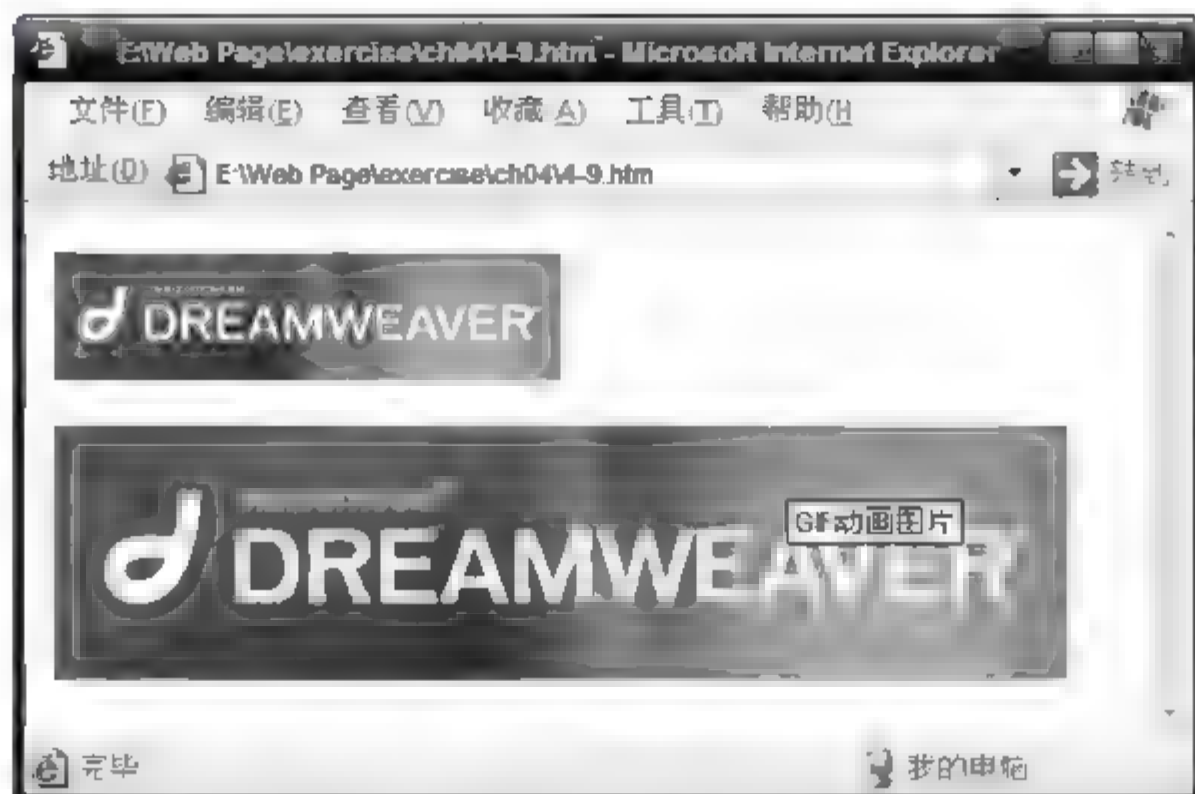 E:\Web Page\exercise\ch04\4-9.htm - Microsoft Internet Explorer
文件(F) 编辑(E) 查看(V) 收藏(A) 工具(T) 帮助(H
地址(D) E:\Web Page\exercise\ch04\4-9.htm 转到
DREAMWEAVER
GIF动画图片
DREAMWEAVER
完毕 我的电脑